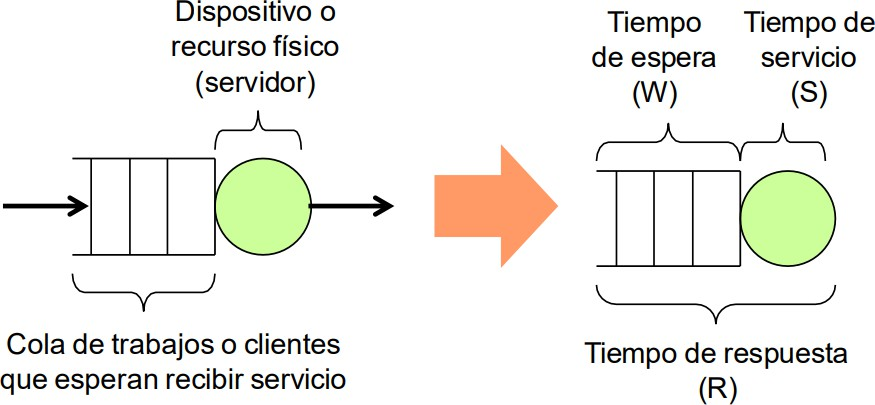 Dispositivo o
recurso físico
(servidor)
Cola de trabajos o clientes
que esperan recibir servicio
Tiempo
de espera
(W)
Tiempo de
servicio
(S)
Tiempo de respuesta
(R)